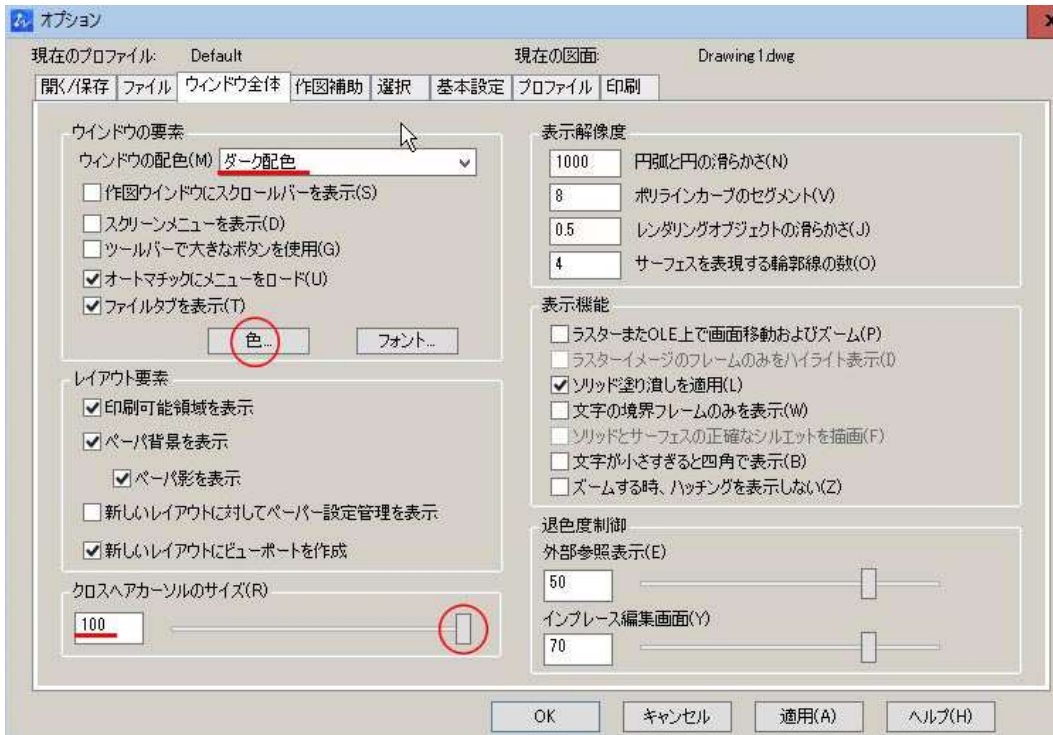 オプション
現在のプロファイル: Default 現在の図面: Drawing1.dwg
開く/保存 ファイル ウィンドウ全体 作図補助 選択 基本設定 プロファイル 印刷
ウインドウの要素
ウィンドウの配色(M) ダーク配色
作図ウインドウにスクロールバーを表示(S)
スクリーンメニューを表示(D)
ツールバーで大きなボタンを使用(G)
オートマチックにメニューをロード(U)
ファイルタブを表示(T)
色... フォント...
レイアウト要素
印刷可能領域を表示
ペーパ背景を表示
ペーパ影を表示
新しいレイアウトに対してペーパー設定管理を表示
新しいレイアウトにビューポートを作成
クロスヘアカーソルのサイズ(R)
100
表示解像度
1000 円弧と円の滑らかさ(N)
8 ポリラインカーブのセグメント(V)
0.5 レンダリングオブジェクトの滑らかさ(J)
4 サーフェスを表現する輪郭線の数(O)
表示機能
ラスターまたOLE上で画面移動およびズーム(P)
ラスターイメージのフレームのみをハイライト表示(I)
ソリッド塗り潰しを適用(L)
文字の境界フレームのみを表示(W)
ソリッドとサーフェスの正確なシルエットを描画(F)
文字が小さすぎると四角で表示(B)
ズームする時、ハッチングを表示しない(Z)
退色度制御
外部参照表示(E)
50
インプレース編集画面(Y)
70
OK キャンセル 適用(A) ヘルプ(H)